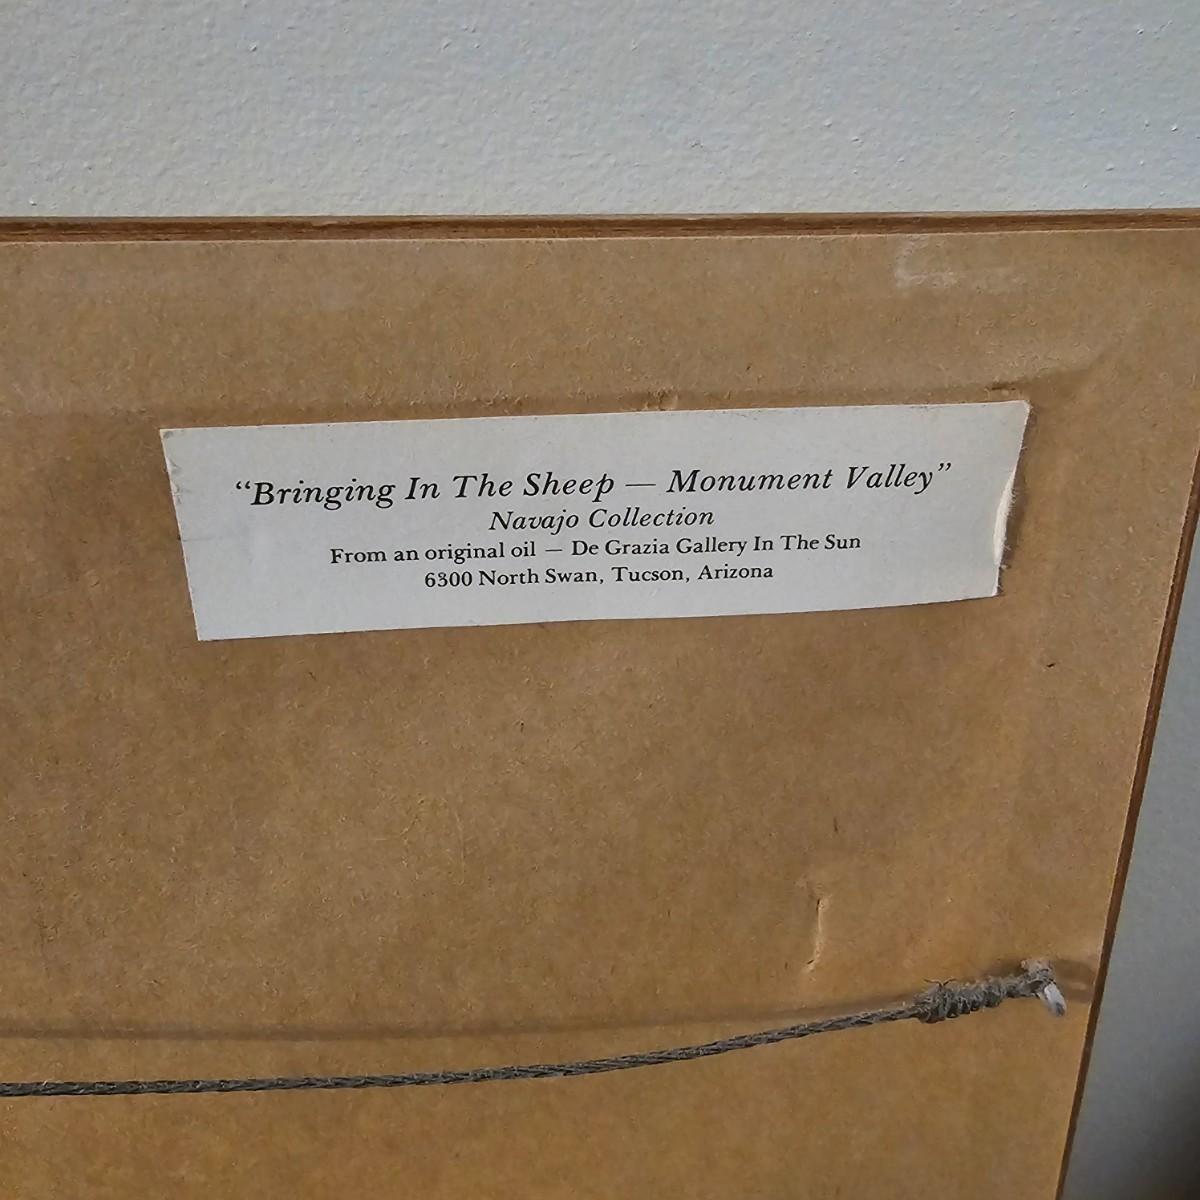 “Bringing In The Sheep — Monument Valley”
Navajo Collection
From an original oil — De Grazia Gallery In The Sun
6300 North Swan, Tucson, Arizona